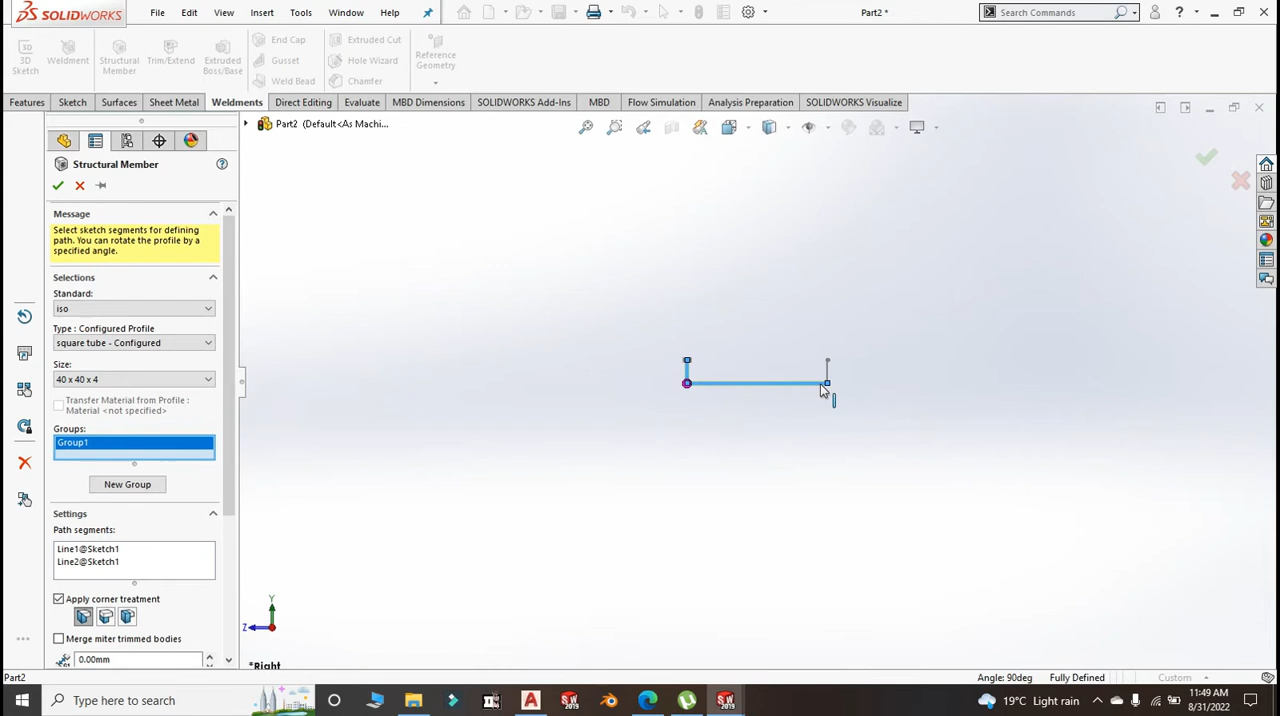 SOLIDWORKS File Edit View Insert Tools Window Help Part2 * Search Commands ?
3D Sketch Weldment Structural Member Trim/Extend Extruded Boss/Base End Cap Gusset Weld Bead Extruded Cut Hole Wizard Chamfer Reference Geometry
Features Sketch Surfaces Sheet Metal Weldments Direct Editing Evaluate MBD Dimensions SOLIDWORKS Add-Ins MBD Flow Simulation Analysis Preparation SOLIDWORKS Visualize
Part2 (Default<As Machi...
Structural Member ?
Message
Select sketch segments for defining
path. You can rotate the profile by a
specified angle.
Selections
Standard:
iso
Type : Configured Profile
square tube - Configured
Size:
40 x 40 x 4
Transfer Material from Profile :
Material <not specified>
Groups:
Group1
New Group
Settings
Path segments:
Line1@Sketch1
Line2@Sketch1
Apply corner treatment
Merge miter trimmed bodies
0.00mm
Y
Z
*Right
Part2 Angle: 90deg Fully Defined Custom
Type here to search 19°C Light rain 11:49 AM
8/31/2022